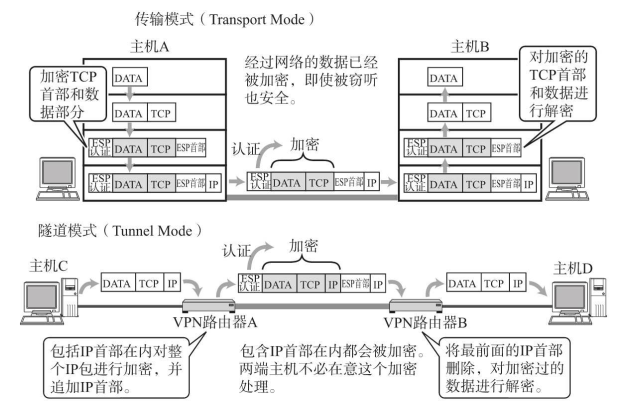 传输模式（Transport Mode）
主机A
主机B
加密TCP
首部和数
据部分
经过网络的数据已经
被加密，即使被窃听
也安全。
对加密的
TCP首部
和数据进
行解密
DATA
DATA
DATA TCP
DATA TCP
ESP认证 DATA TCP ESP首部
ESP认证 DATA TCP ESP首部
认证
加密
ESP认证 DATA TCP ESP首部 IP
ESP认证 DATA TCP ESP首部 IP
ESP认证 DATA TCP ESP首部 IP
隧道模式（Tunnel Mode）
认证
加密
主机C
主机D
DATA TCP IP
ESP认证 DATA TCP IP ESP首部 IP
DATA TCP IP
VPN路由器A
VPN路由器B
包括IP首部在内对整
个IP包进行加密，并
追加IP首部。
包含IP首部在内都会被加密。
两端主机不必在意这个加密
处理。
将最前面的IP首部
删除，对加密过的
数据进行解密。